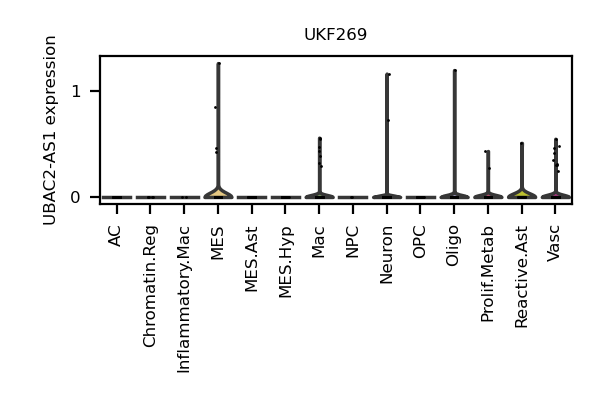 UKF269
UBAC2-AS1 expression
1
0
AC
Chromatin.Reg
Inflammatory.Mac
MES
MES.Ast
MES.Hyp
Mac
NPC
Neuron
OPC
Oligo
Prolif.Metab
Reactive.Ast
Vasc